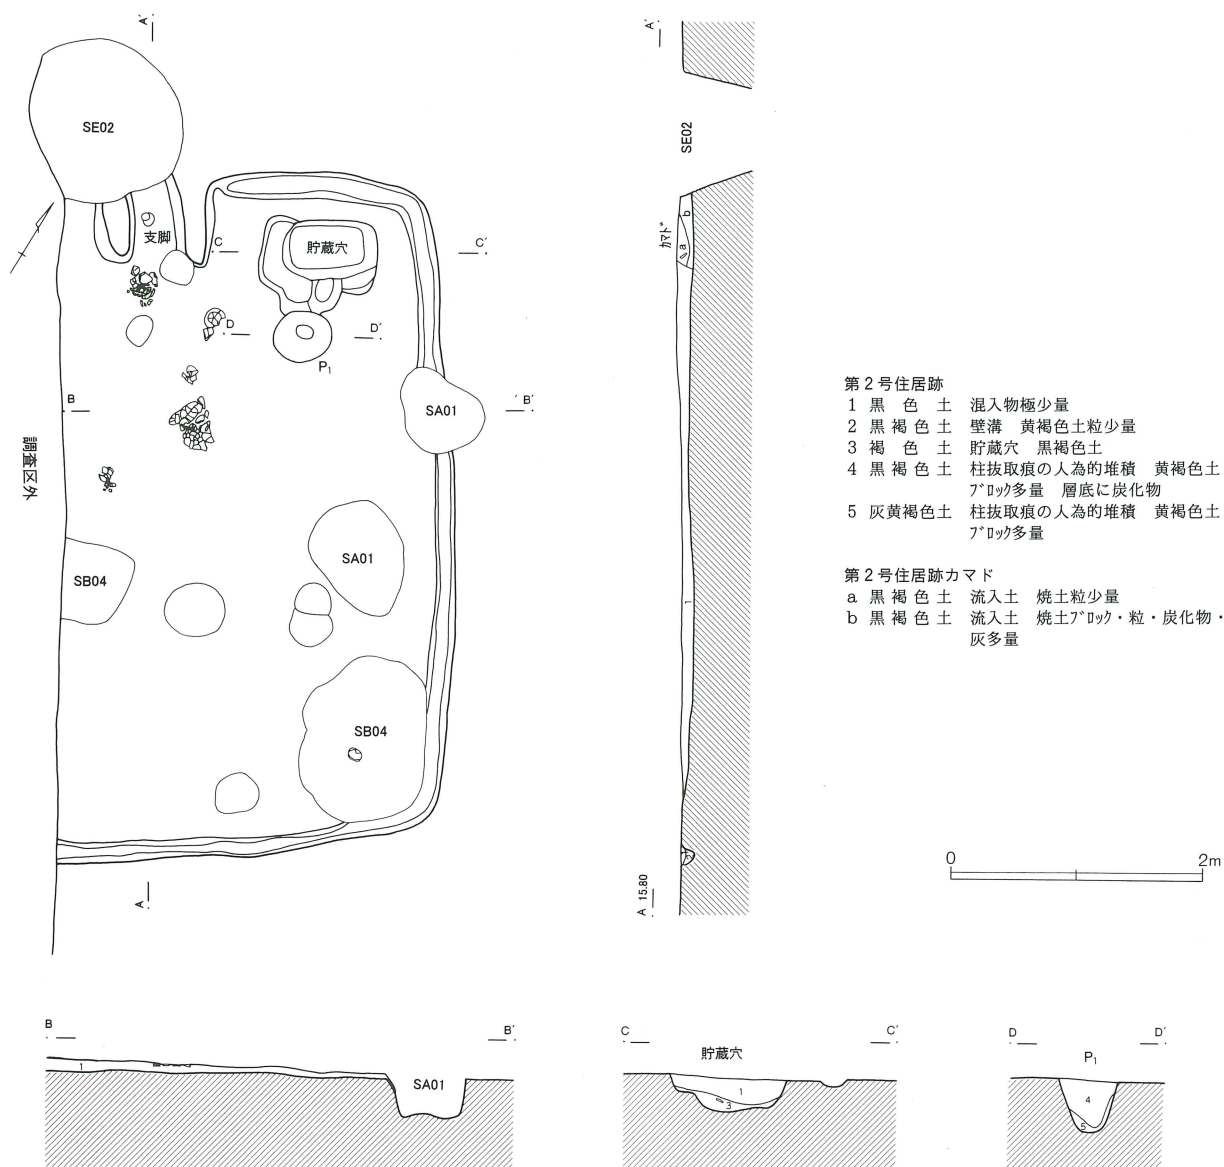 A'
SE02
支脚
C
貯蔵穴
C'
D
D'
P1
B
SA01
B'
調査区外
SB04
SA01
SB04
A
A'
SE02
カマド
b
a
1
2
A 15.80
第2号住居跡
1 黒色土 混入物極少量
2 黒褐色土 壁溝 黄褐色土粒少量
3 褐色土 貯蔵穴 黒褐色土
4 黒褐色土 柱抜取痕の人為的堆積 黄褐色土
ブロック多量 層底に炭化物
5 灰黄褐色土 柱抜取痕の人為的堆積 黄褐色土
ブロック多量
第2号住居跡カマド
a 黒褐色土 流入土 焼土粒少量
b 黒褐色土 流入土 焼土ブロック・粒・炭化物・
灰多量
0 2m
B
B'
1
SA01
C
C'
貯蔵穴
1
3
D
D'
P1
4
5